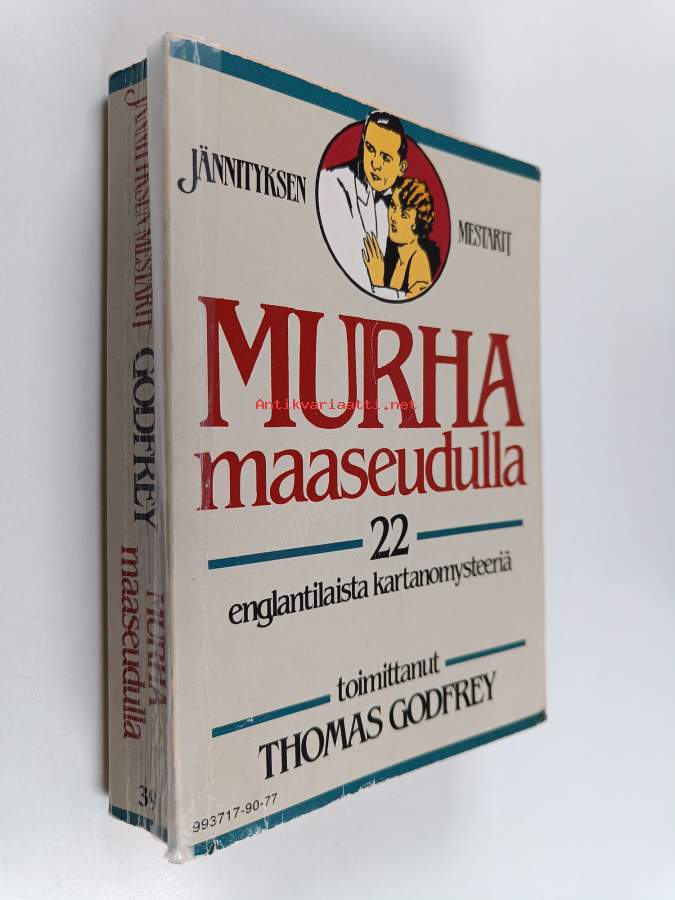 JÄNNITYKSEN
MESTARIT
MURHA
Antikvariaatti.net
maaseudulla
22
englantilaista kartanomysteeriä
toimittanut
THOMAS GODFREY
993717-90-77
JÄNNITYKSEN MESTARIT GODFREY MURHA
maaseudulla
39